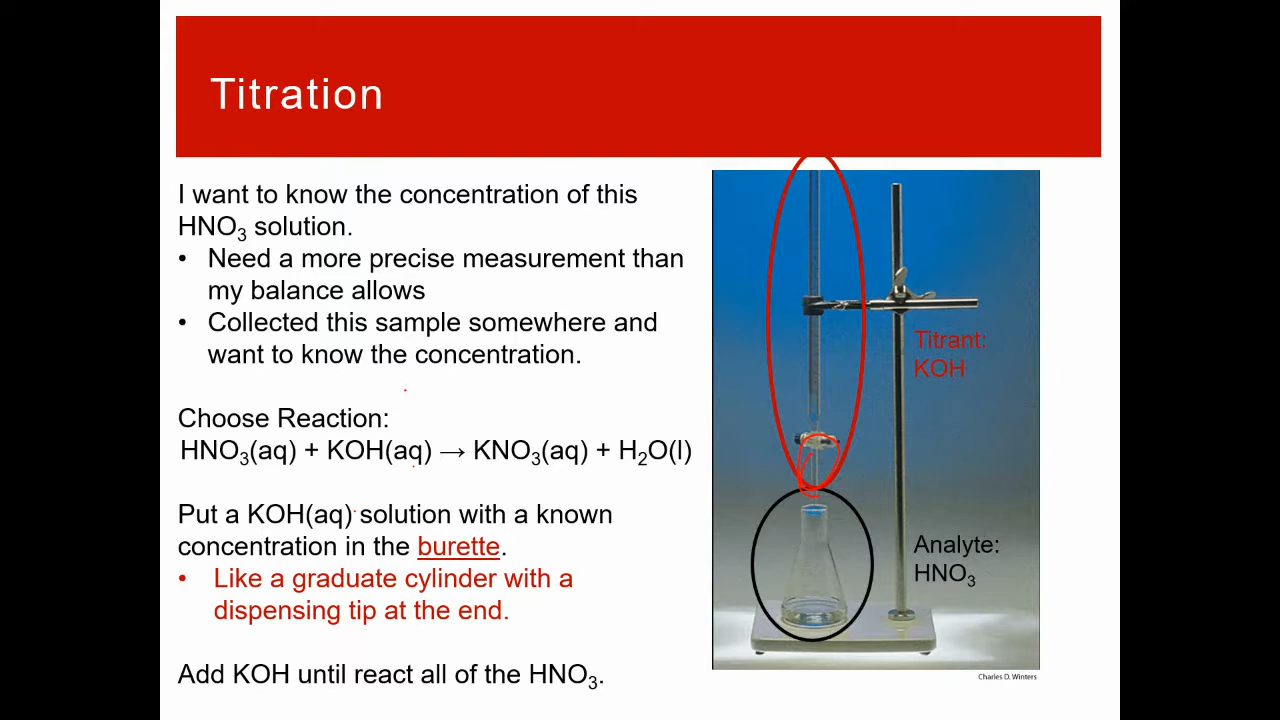 Titration
I want to know the concentration of this
HNO₃ solution.
• Need a more precise measurement than
my balance allows
• Collected this sample somewhere and
want to know the concentration.
Choose Reaction:
HNO₃(aq) + KOH(aq) → KNO₃(aq) + H₂O(l)
Put a KOH(aq) solution with a known
concentration in the burette.
• Like a graduate cylinder with a
dispensing tip at the end.
Add KOH until react all of the HNO₃.
Titrant:
KOH
Analyte:
HNO₃
Charles D. Winters